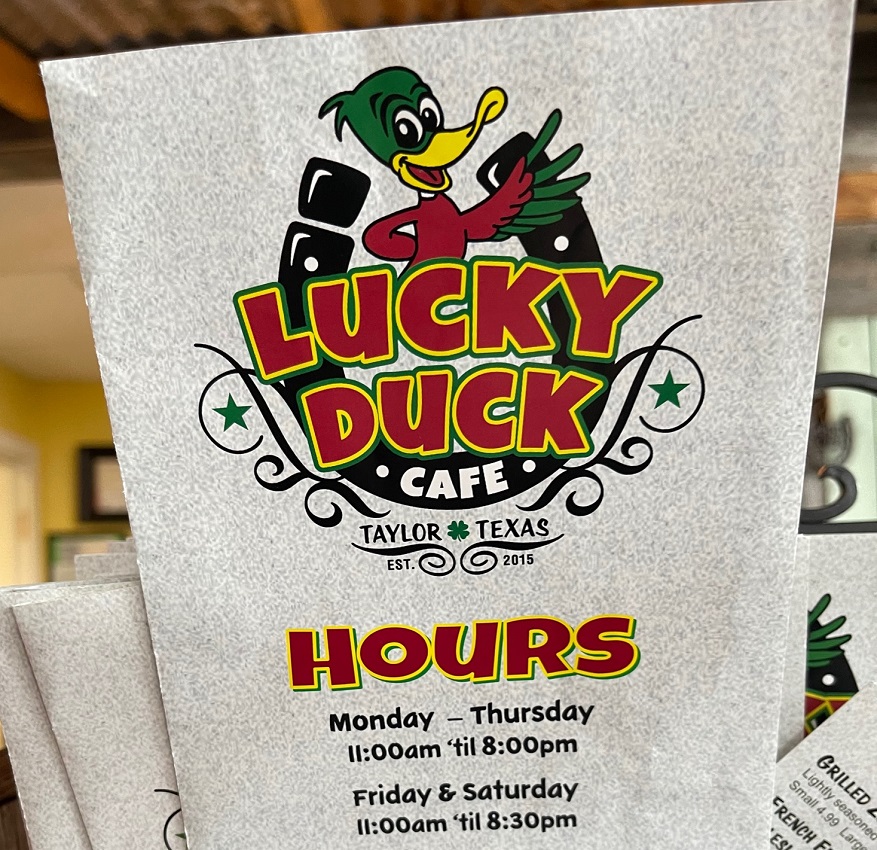 LUCKY
DUCK
• CAFE •
TAYLOR TEXAS
EST. 2015
HOURS
Monday – Thursday
11:00am ‘til 8:00pm
Friday & Saturday
11:00am ‘til 8:30pm
GRILLED
Lightly seasoned
Small 4.99 Large
FRENCH